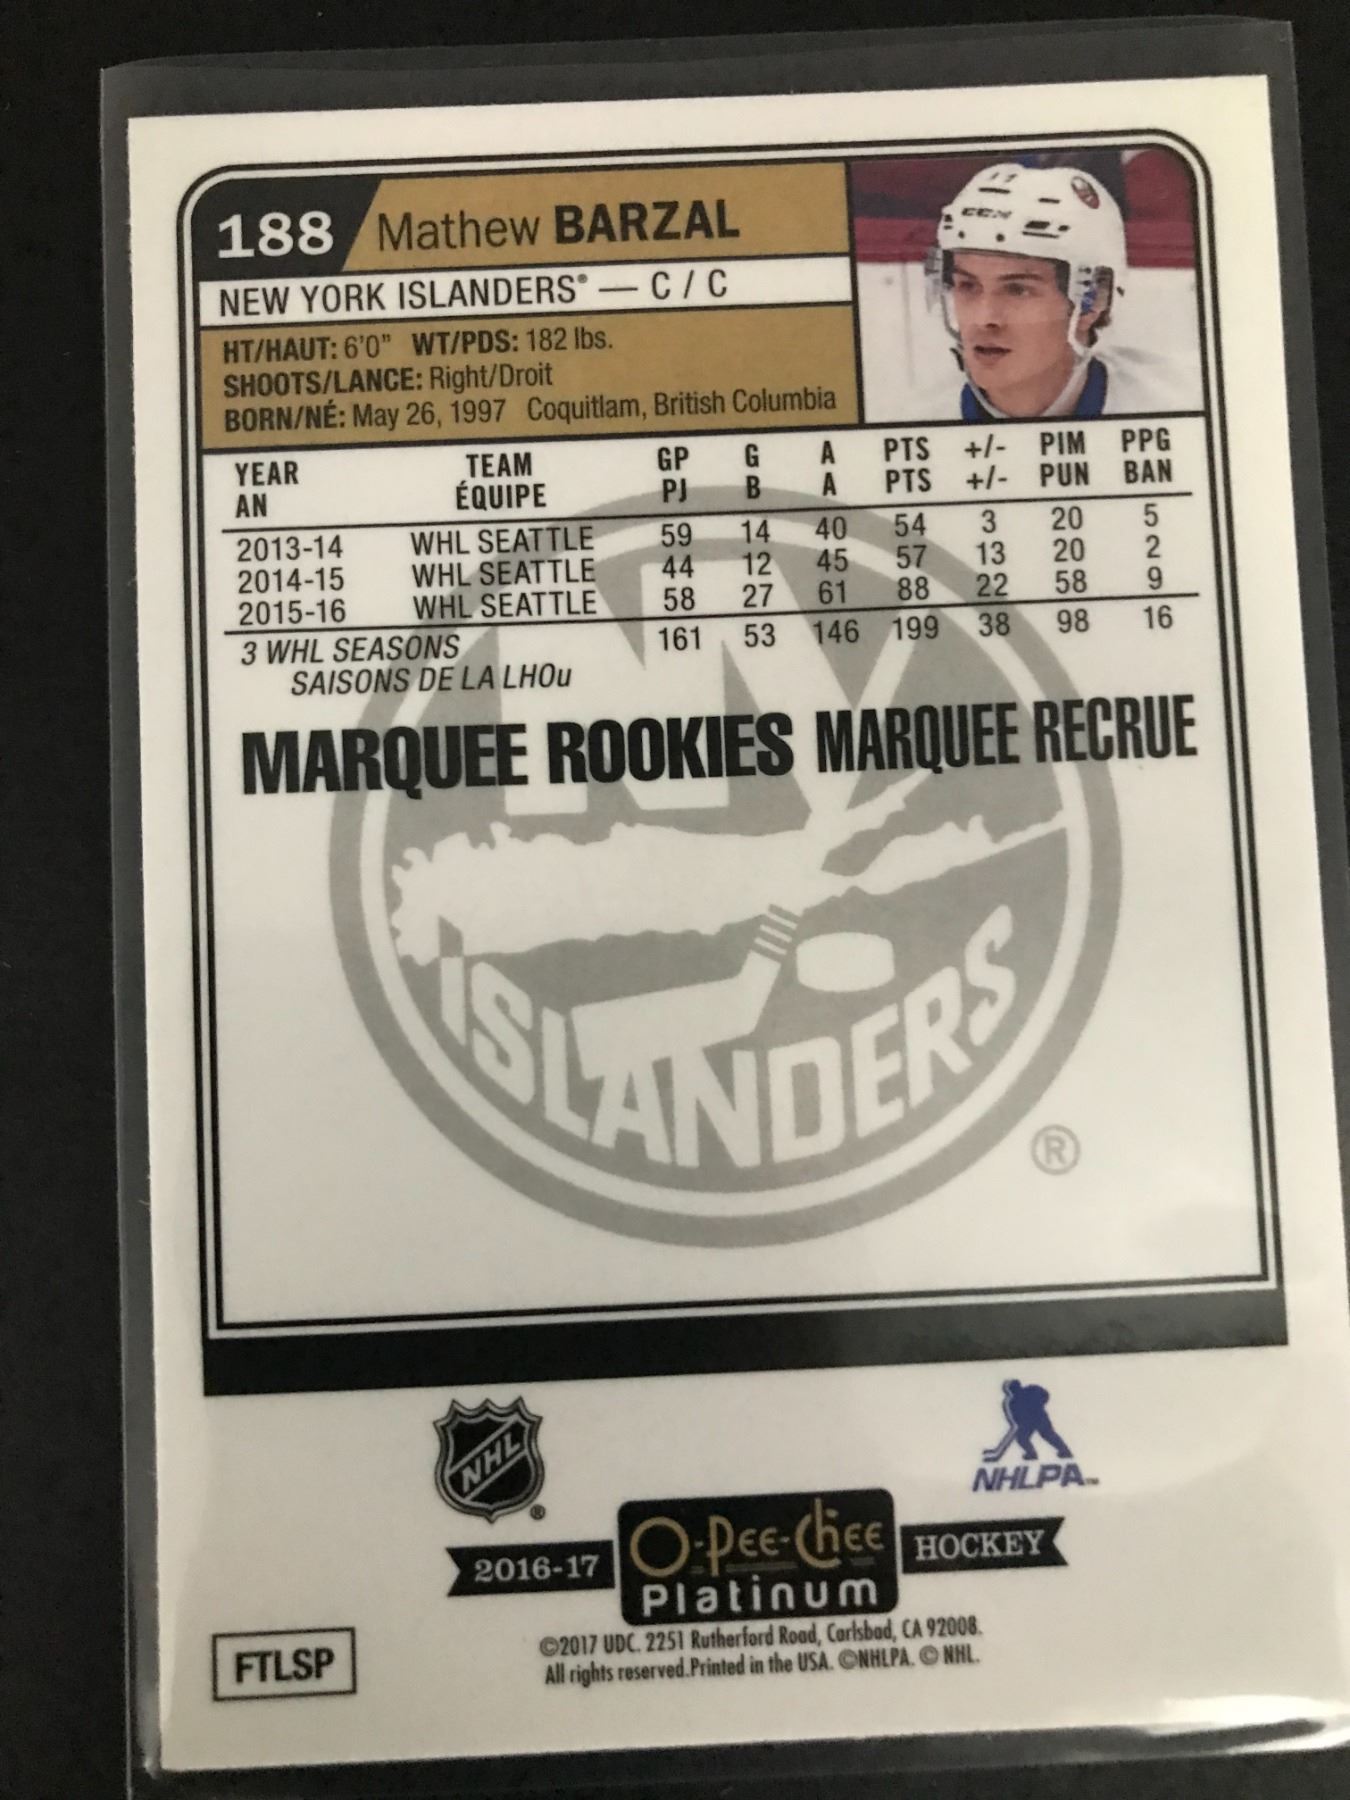 188 Mathew BARZAL
NEW YORK ISLANDERS® — C / C
HT/HAUT: 6'0" WT/PDS: 182 lbs.
SHOOTS/LANCE: Right/Droit
BORN/NÉ: May 26, 1997 Coquitlam, British Columbia
CCM
YEAR TEAM GP G A PTS +/- PIM PPG
AN ÉQUIPE PJ B A PTS +/- PUN BAN
2013-14 WHL SEATTLE 59 14 40 54 3 20 5
2014-15 WHL SEATTLE 44 12 45 57 13 20 2
2015-16 WHL SEATTLE 58 27 61 88 22 58 9
3 WHL SEASONS 161 53 146 199 38 98 16
SAISONS DE LA LHOu
MARQUEE ROOKIES MARQUEE RECRUE
NY
ISLANDERS
®
NHL ®
NHLPA™
2016-17 O-Pee-Chee HOCKEY
Platinum
©2017 UDC. 2251 Rutherford Road, Carlsbad, CA 92008.
All rights reserved.Printed in the USA. ©NHLPA. © NHL.
FTLSP